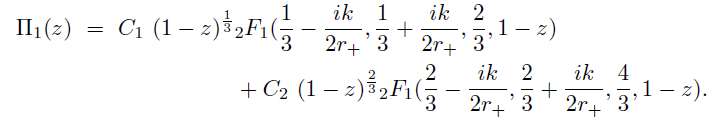 Π₁(z) = C₁ (1 − z)^{1/3} ₂F₁(1/3 − ik/2r₊, 1/3 + ik/2r₊, 2/3, 1 − z)
+ C₂ (1 − z)^{2/3} ₂F₁(2/3 − ik/2r₊, 2/3 + ik/2r₊, 4/3, 1 − z).